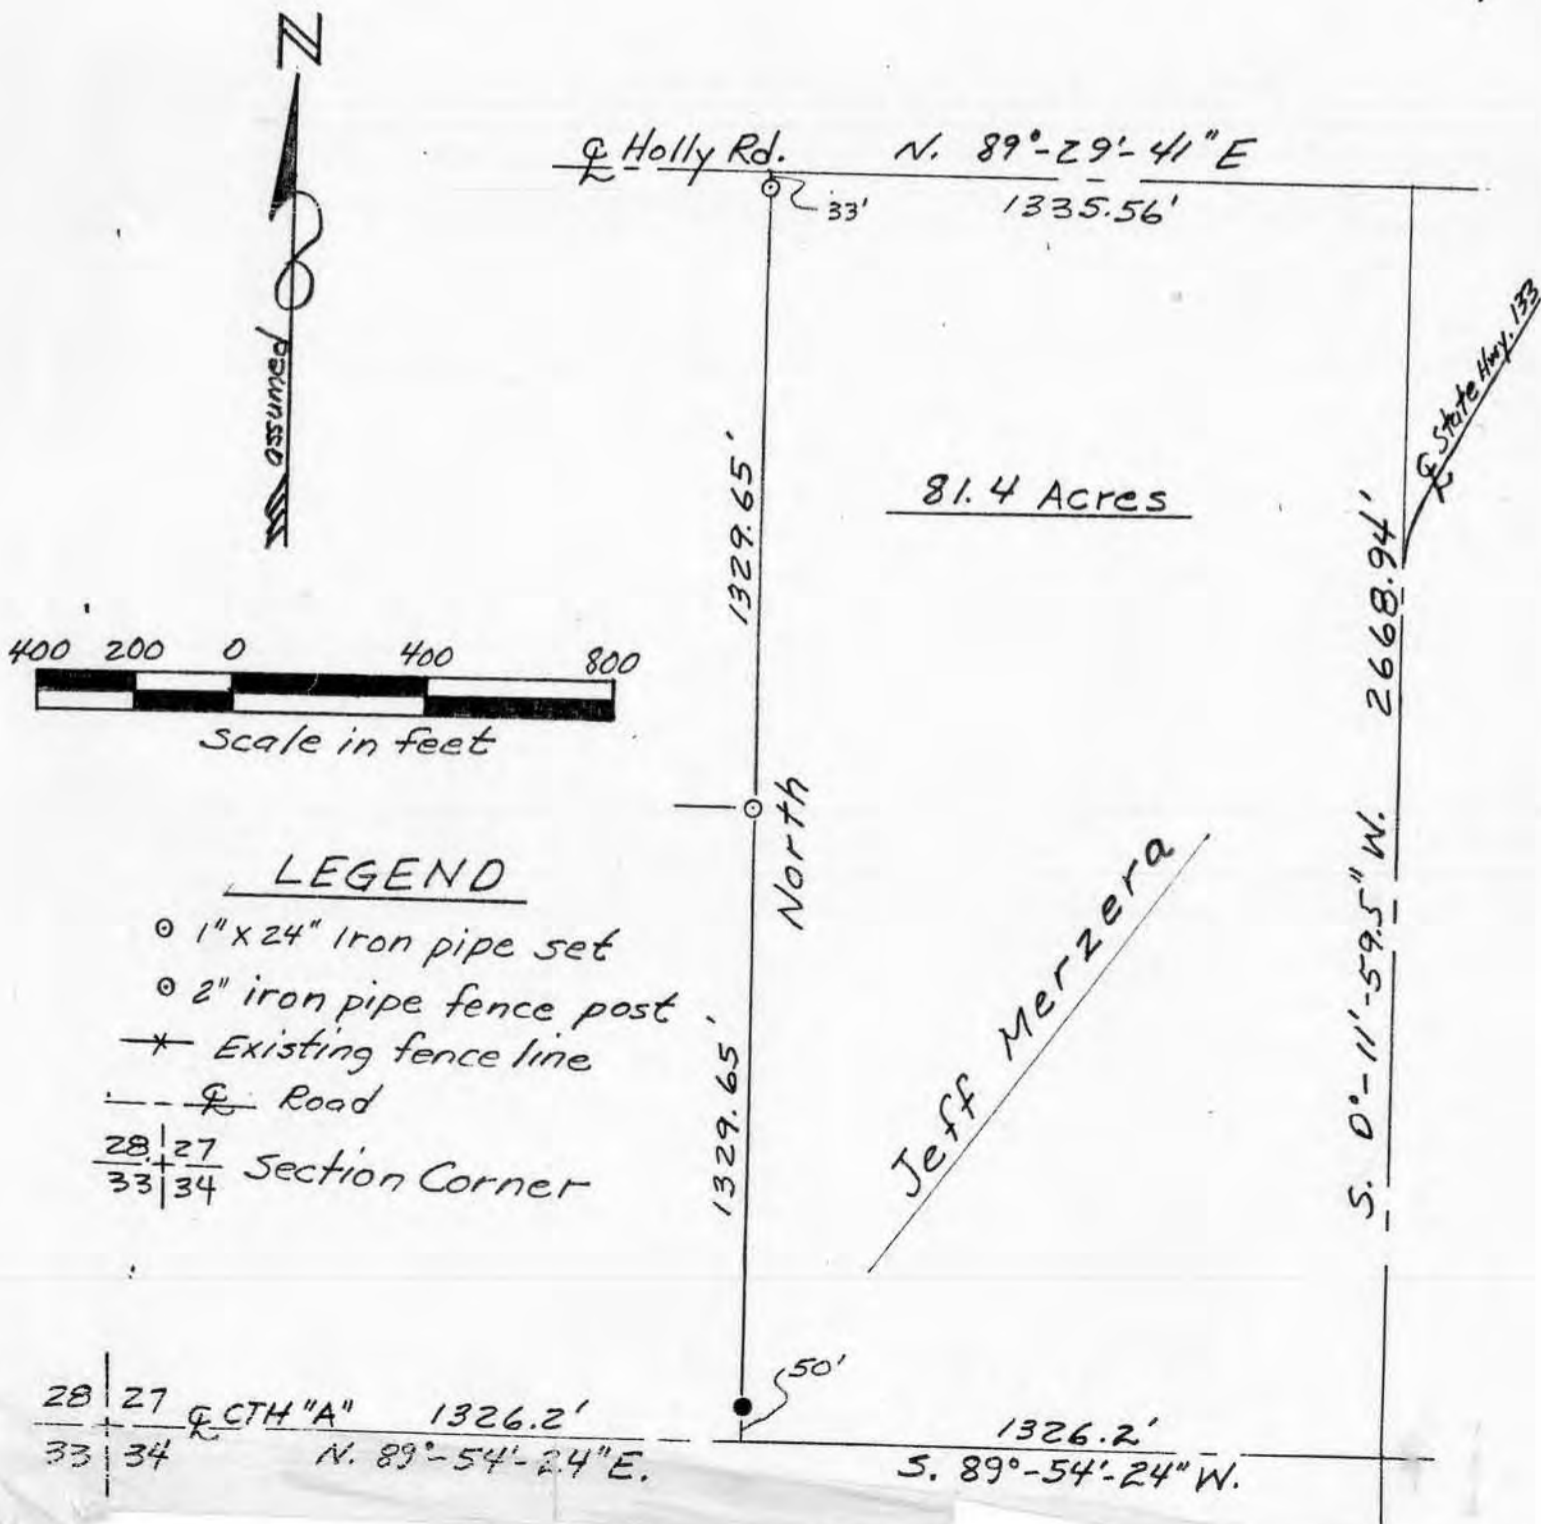 N
assumed
℄ Holly Rd.
N. 89°-29'-41" E
33'
1335.56'
℄ State Hwy. 133
1329.65'
81.4 Acres
2668.94'
400 200 0 400 800
Scale in feet
North
LEGEND
⊙ 1" x 24" Iron pipe set
⊙ 2" iron pipe fence post
Existing fence line
℄ Road
28 27
33 34
Section Corner
Jeff Merzera
S. 0°-11'-59.5" W.
1329.65'
50'
28 27
33 34
℄ CTH "A"
1326.2'
N. 89°-54'-24" E.
1326.2'
S. 89°-54'-24" W.